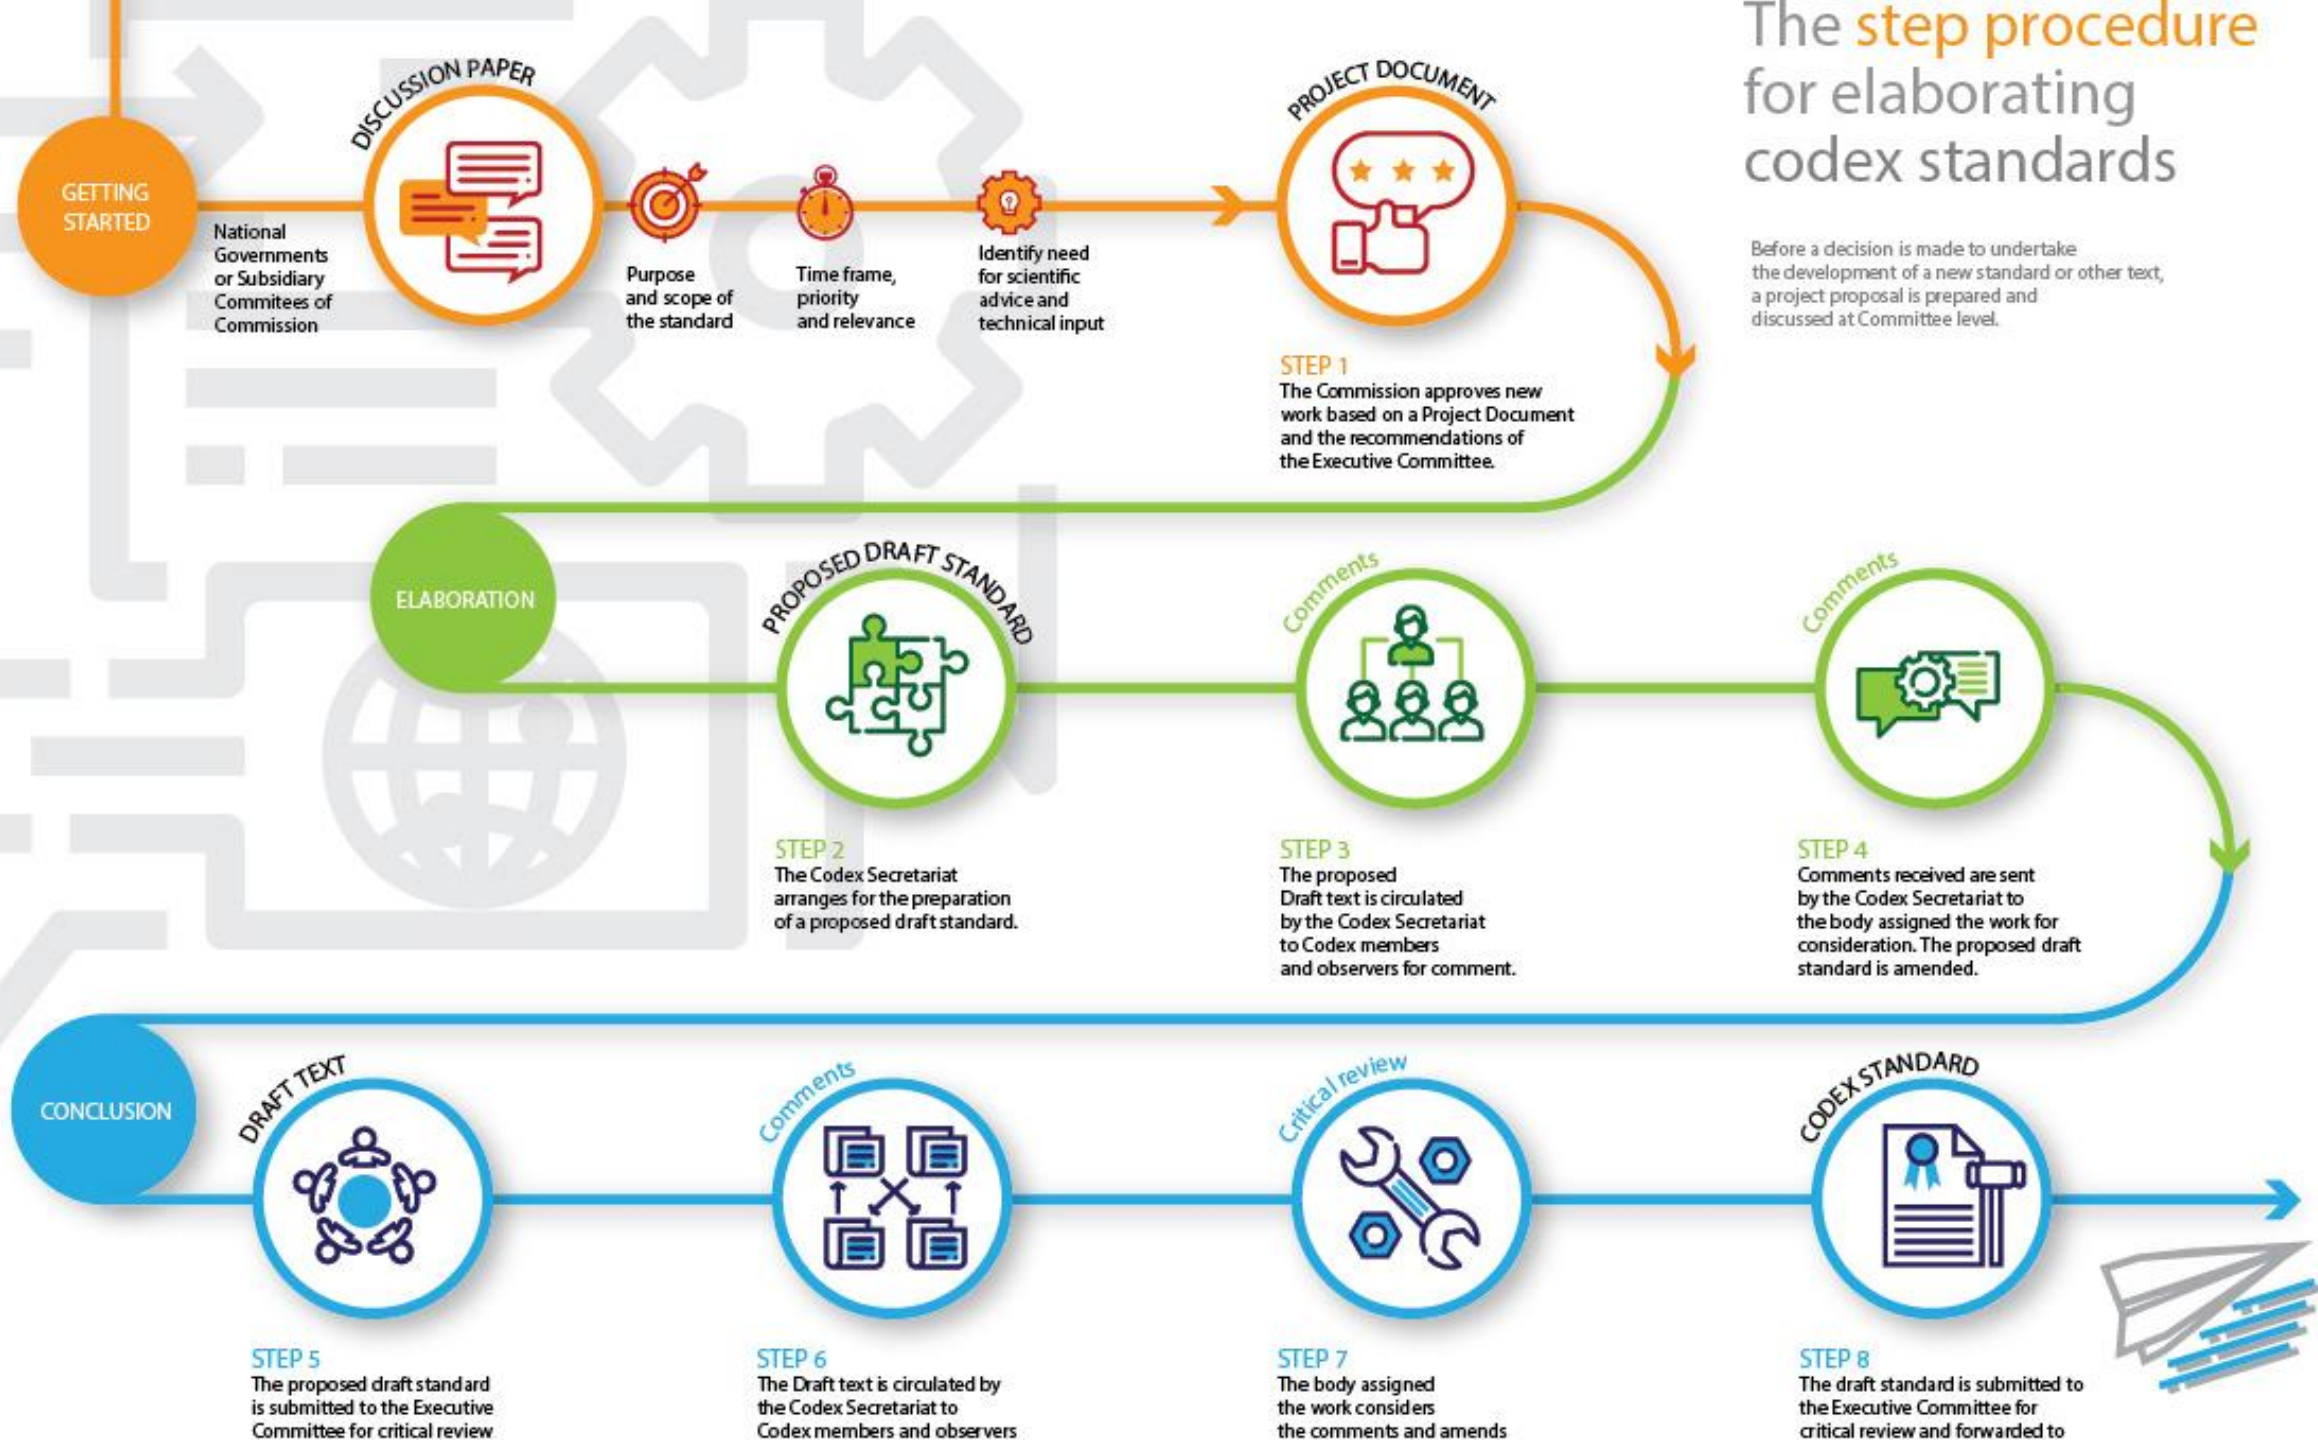 The step procedure
for elaborating
codex standards
Before a decision is made to undertake
the development of a new standard or other text,
a project proposal is prepared and
discussed at Committee level.
GETTING
STARTED
National
Governments
or Subsidiary
Commitees of
Commission
DISCUSSION PAPER
Purpose
and scope of
the standard
Time frame,
priority
and relevance
Identify need
for scientific
advice and
technical input
PROJECT DOCUMENT
STEP 1
The Commission approves new
work based on a Project Document
and the recommendations of
the Executive Committee.
ELABORATION
PROPOSED DRAFT STANDARD
STEP 2
The Codex Secretariat
arranges for the preparation
of a proposed draft standard.
Comments
STEP 3
The proposed
Draft text is circulated
by the Codex Secretariat
to Codex members
and observers for comment.
Comments
STEP 4
Comments received are sent
by the Codex Secretariat to
the body assigned the work for
consideration. The proposed draft
standard is amended.
CONCLUSION
DRAFT TEXT
STEP 5
The proposed draft standard
is submitted to the Executive
Committee for critical review
Comments
STEP 6
The Draft text is circulated by
the Codex Secretariat to
Codex members and observers
Critical review
STEP 7
The body assigned
the work considers
the comments and amends
CODEX STANDARD
STEP 8
The draft standard is submitted to
the Executive Committee for
critical review and forwarded to